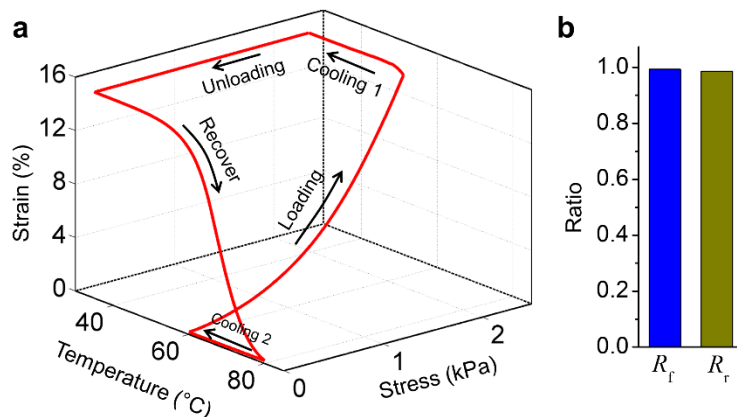 a
16
12
8
4
0
Strain (%)
40
60
80
Temperature (°C)
0
1
2
Stress (kPa)
Unloading
Cooling 1
Recover
Loading
Cooling 2
b
1.0
0.8
0.6
0.4
0.2
0.0
Ratio
Rf
Rr